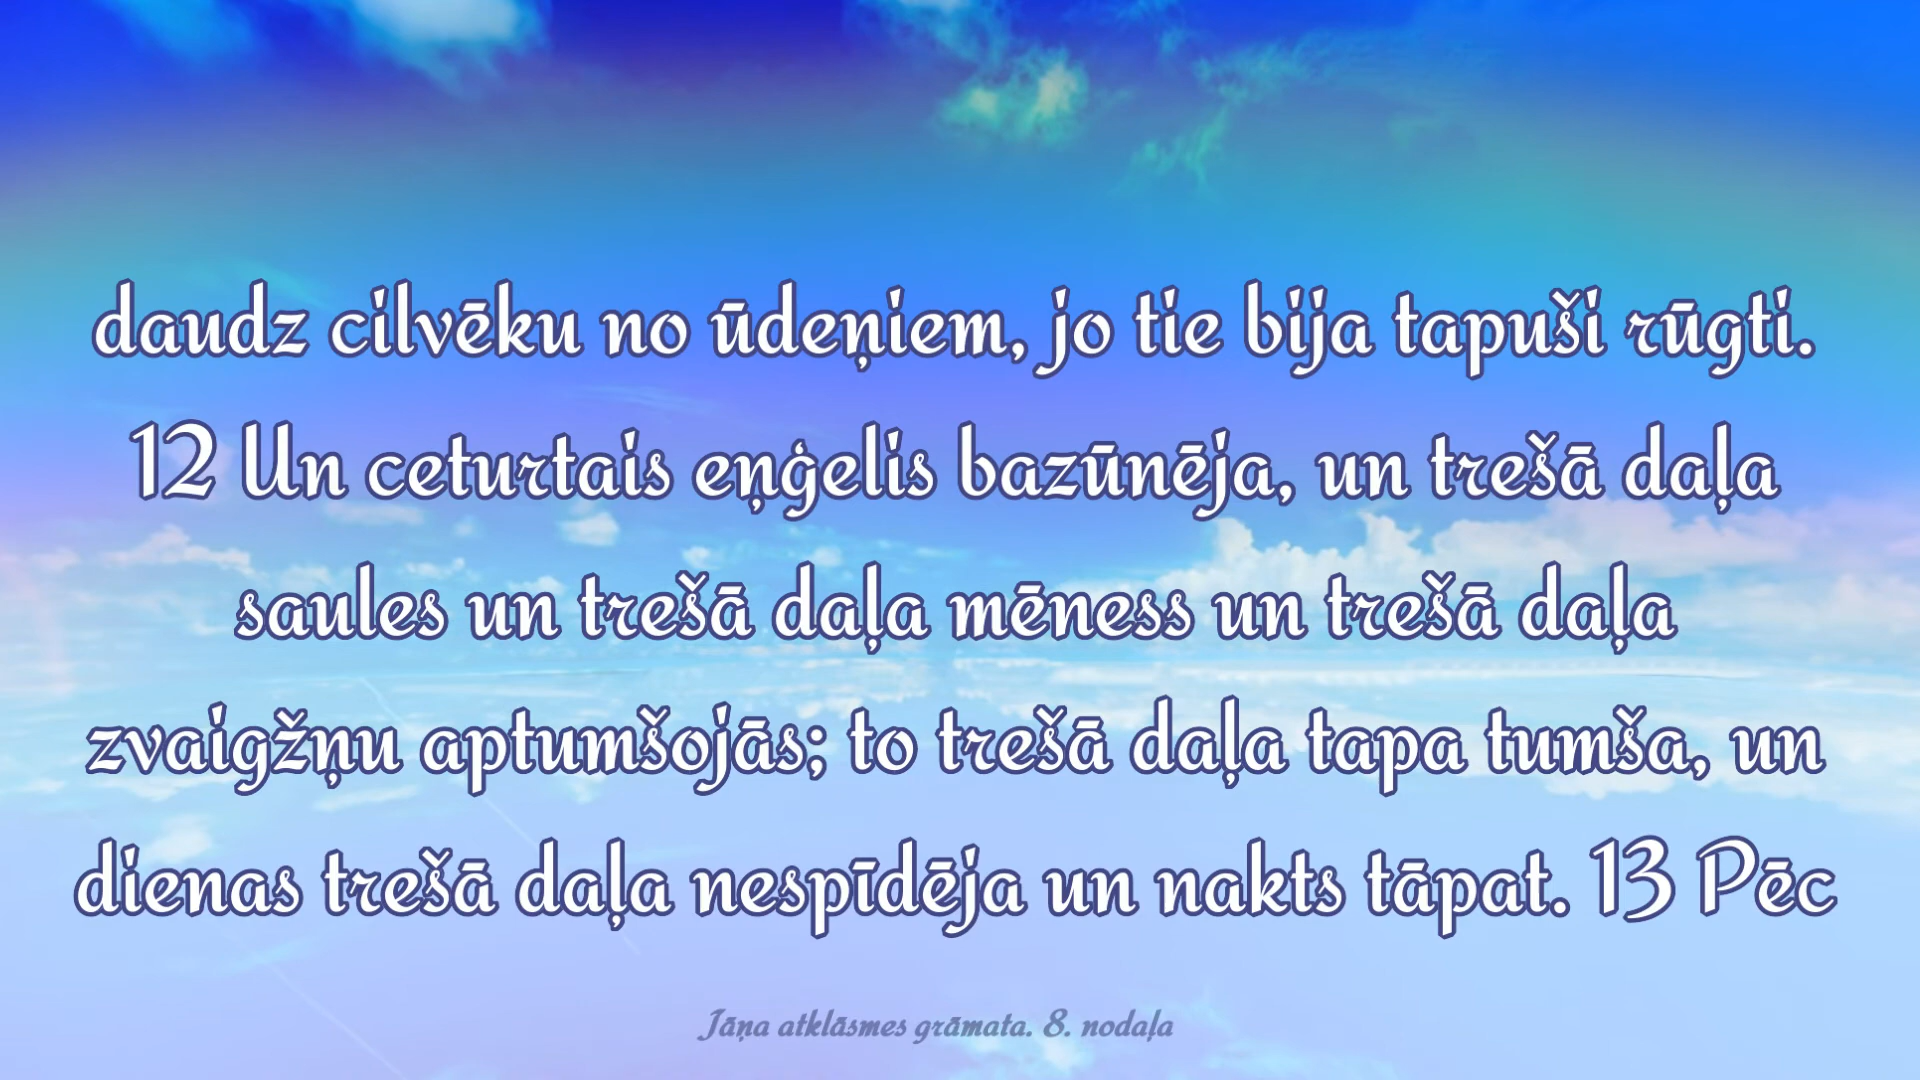 daudz cilvēku no ūdeņiem, jo tie bija tapuši rūgti.
12 Un ceturtais eņģelis bazūnēja, un trešā daļa
saules un trešā daļa mēness un trešā daļa
zvaigžņu aptumšojās; to trešā daļa tapa tumša, un
dienas trešā daļa nespīdēja un nakts tāpat. 13 Pēc
Jāņa atklāsmes grāmata. 8. nodaļa